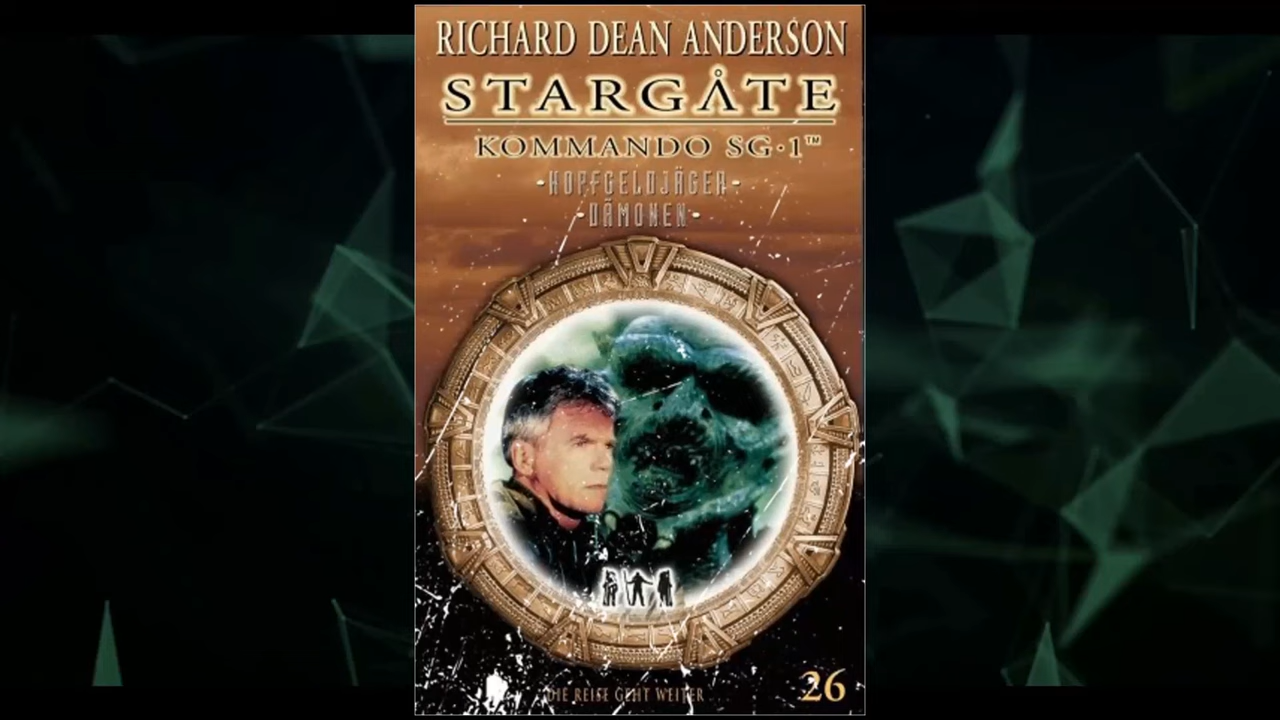 RICHARD DEAN ANDERSON
STARGÅTE
KOMMANDO SG·1™
·KOPFGELDJÄGER·
·DÄMONEN·
DIE REISE GEHT WEITER
26